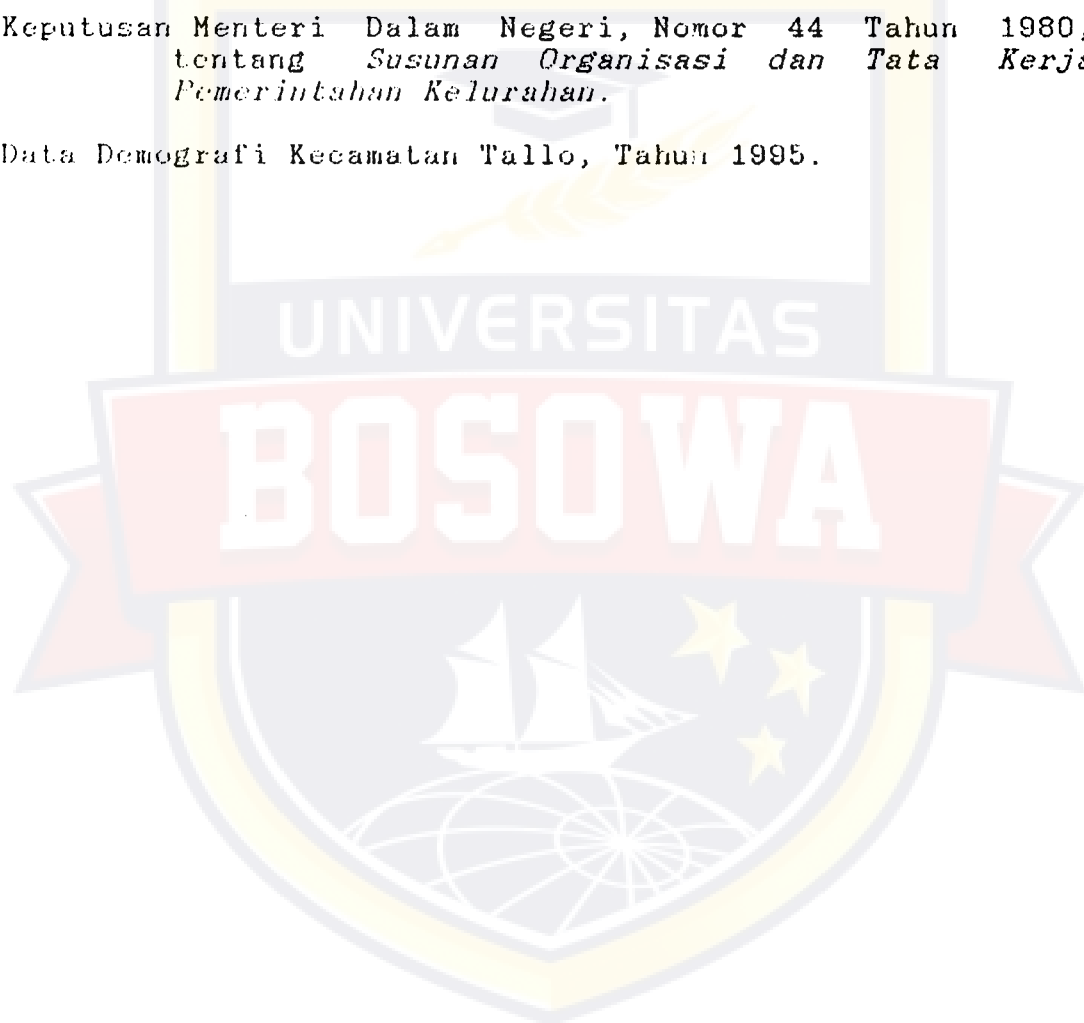 Keputusan Menteri Dalam Negeri, Nomor 44 Tahun 1980,
tentang Susunan Organisasi dan Tata Kerja
Pemerintahan Kelurahan.
Data Demografi Kecamatan Tallo, Tahun 1995.
UNIVERSITAS
BOSOWA